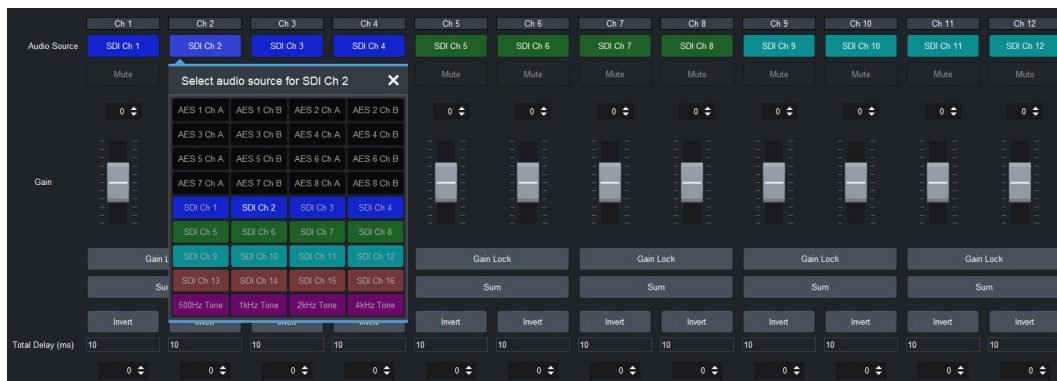 Ch 1 Ch 2 Ch 3 Ch 4 Ch 5 Ch 6 Ch 7 Ch 8 Ch 9 Ch 10 Ch 11 Ch 12
Audio Source SDI Ch 1 SDI Ch 2 SDI Ch 3 SDI Ch 4 SDI Ch 5 SDI Ch 6 SDI Ch 7 SDI Ch 8 SDI Ch 9 SDI Ch 10 SDI Ch 11 SDI Ch 12
Mute Mute Mute Mute Mute Mute Mute Mute Mute
Select audio source for SDI Ch 2
0 0 0 0 0 0 0 0 0
AES 1 Ch A AES 1 Ch B AES 2 Ch A AES 2 Ch B
AES 3 Ch A AES 3 Ch B AES 4 Ch A AES 4 Ch B
AES 5 Ch A AES 5 Ch B AES 6 Ch A AES 6 Ch B
Gain
AES 7 Ch A AES 7 Ch B AES 8 Ch A AES 8 Ch B
SDI Ch 1 SDI Ch 2 SDI Ch 3 SDI Ch 4
SDI Ch 5 SDI Ch 6 SDI Ch 7 SDI Ch 8
SDI Ch 9 SDI Ch 10 SDI Ch 11 SDI Ch 12
Gain L Gain Lock Gain Lock Gain Lock Gain Lock
SDI Ch 13 SDI Ch 14 SDI Ch 15 SDI Ch 16
Su Sum Sum Sum Sum
500Hz Tone 1kHz Tone 2kHz Tone 4kHz Tone
Invert Invert Invert Invert Invert Invert Invert Invert Invert Invert Invert Invert
Total Delay (ms) 10 10 10 10 10 10 10 10 10 10 10 10
0 0 0 0 0 0 0 0 0 0 0 0